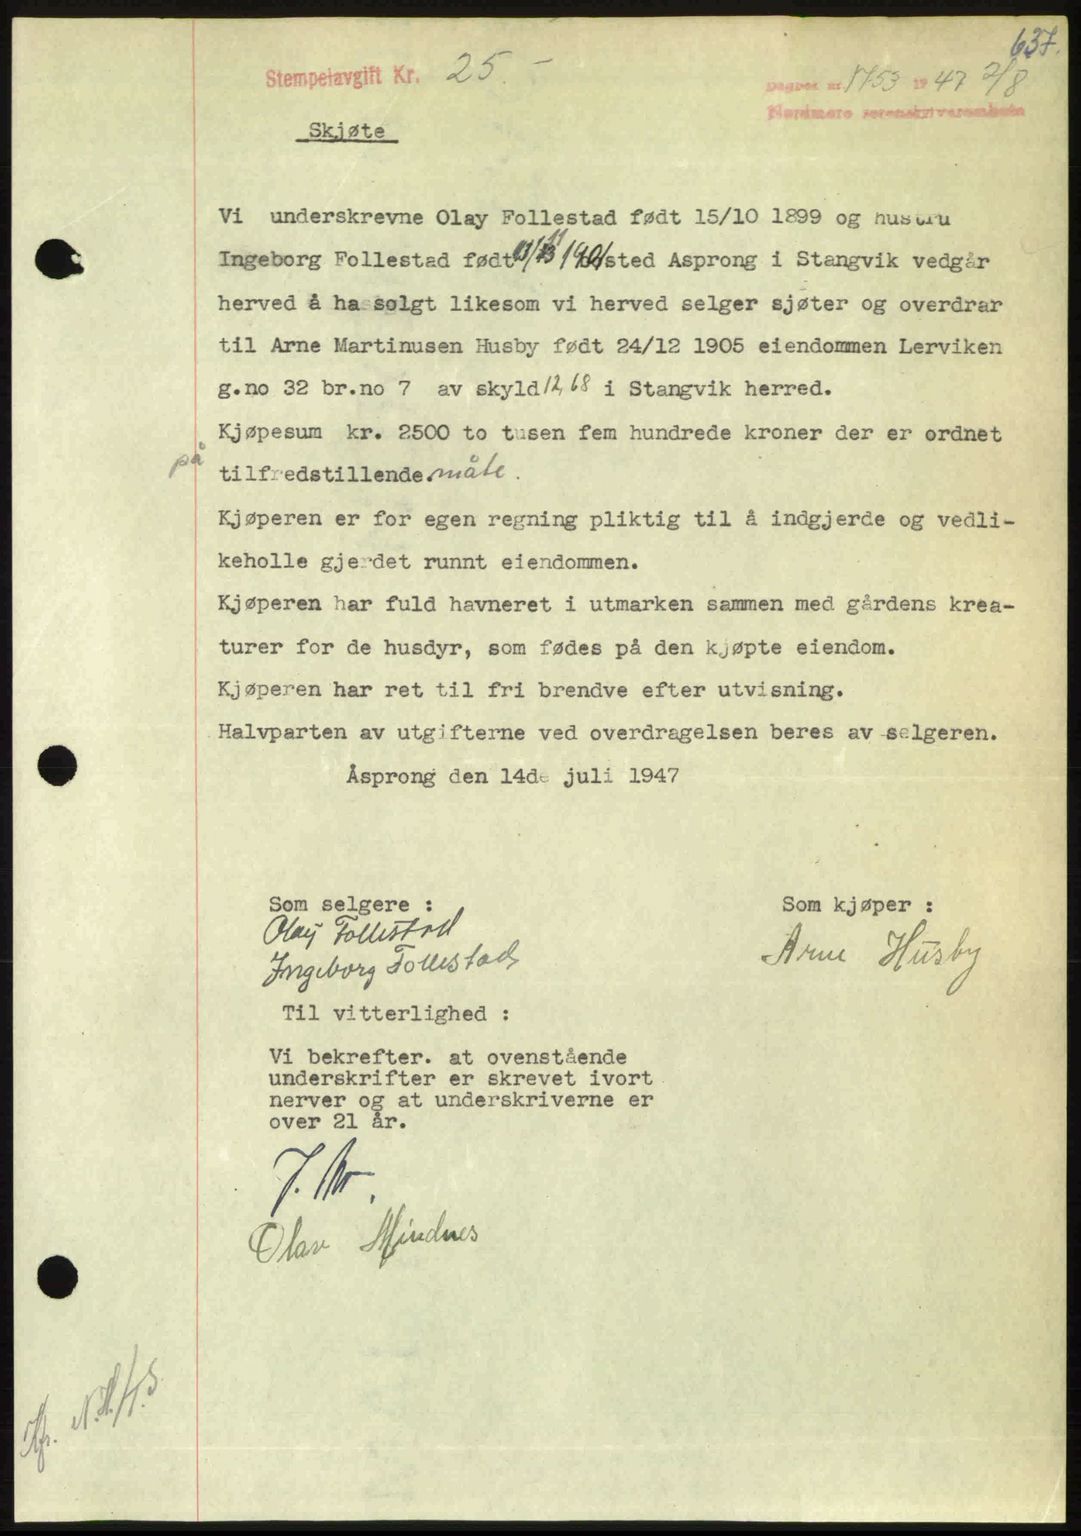 637.
Stempelavgift Kr. 25.-
Dagbok nr. 1753 1947 2/8
Nordmøre sorenskriverembete
Skjøte
Vi underskrevne Olay Follestad født 15/10 1899 og hustru
Ingeborg Follestad født bosted Asprong i Stangvik vedgår
herved å ha solgt likesom vi herved selger sjøter og overdrar
til Arne Martinusen Husby født 24/12 1905 eiendommen Lerviken
g.no 32 br.no 7 av skyld 12,68 i Stangvik herred.
Kjøpesum kr. 2500 to tusen fem hundrede kroner der er ordnet
på tilfredstillende. måte.
Kjøperen er for egen regning pliktig til å indgjerde og vedli-
keholle gjerdet runnt eiendommen.
Kjøperen har fuld havneret i utmarken sammen med gårdens krea-
turer for de husdyr, som fødes på den kjøpte eiendom.
Kjøperen har ret til fri brendve efter utvisning.
Halvparten av utgifterne ved overdragelsen beres av selgeren.
Åsprong den 14de juli 1947
Som selgere :
Som kjøper :
Olay Follestad
Arne Husby
Ingeborg Follestad
Til vitterlighed :
Vi bekrefter. at ovenstående
underskrifter er skrevet ivort
nerver og at underskriverne er
over 21 år.
Olav Mindnes